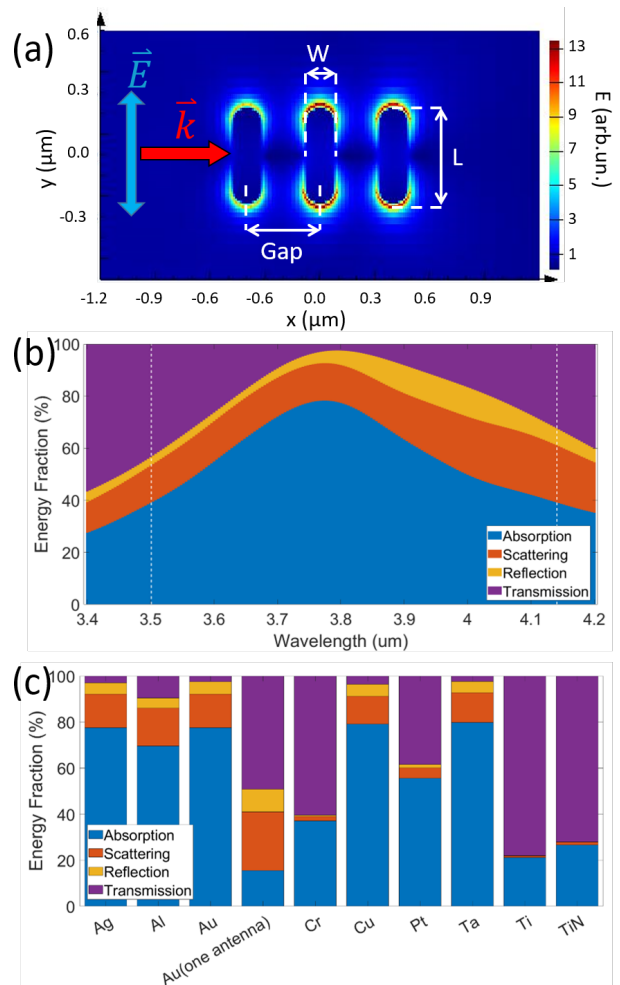 (a)
0.6
0.3
0.0
-0.3
y (μm)
E
k
W
L
Gap
13
11
9
7
5
3
1
E (arb.un.)
-1.2 -0.9 -0.6 -0.6 0.0 0.3 0.6 0.9
x (μm)
(b)
100
80
60
40
20
0
Energy Fraction (%)
Absorption
Scattering
Reflection
Transmission
3.4 3.5 3.6 3.7 3.8 3.9 4 4.1 4.2
Wavelength (um)
(c)
100
80
60
40
20
0
Energy Fraction (%)
Absorption
Scattering
Reflection
Transmission
Ag Al Au Au(one antenna) Cr Cu Pt Ta Ti TiN